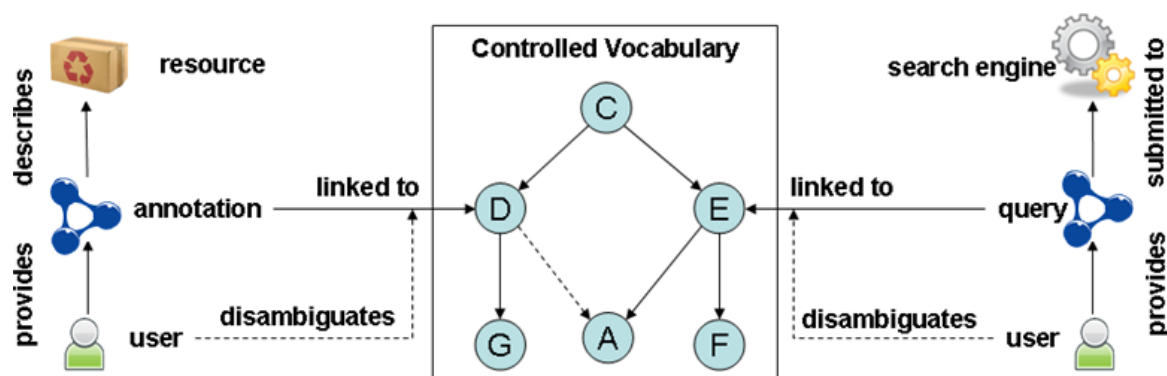 Controlled Vocabulary
describes
resource
search engine
submitted to
C
linked to
linked to
annotation
D
E
query
provides
provides
disambiguates
disambiguates
user
G
A
F
user